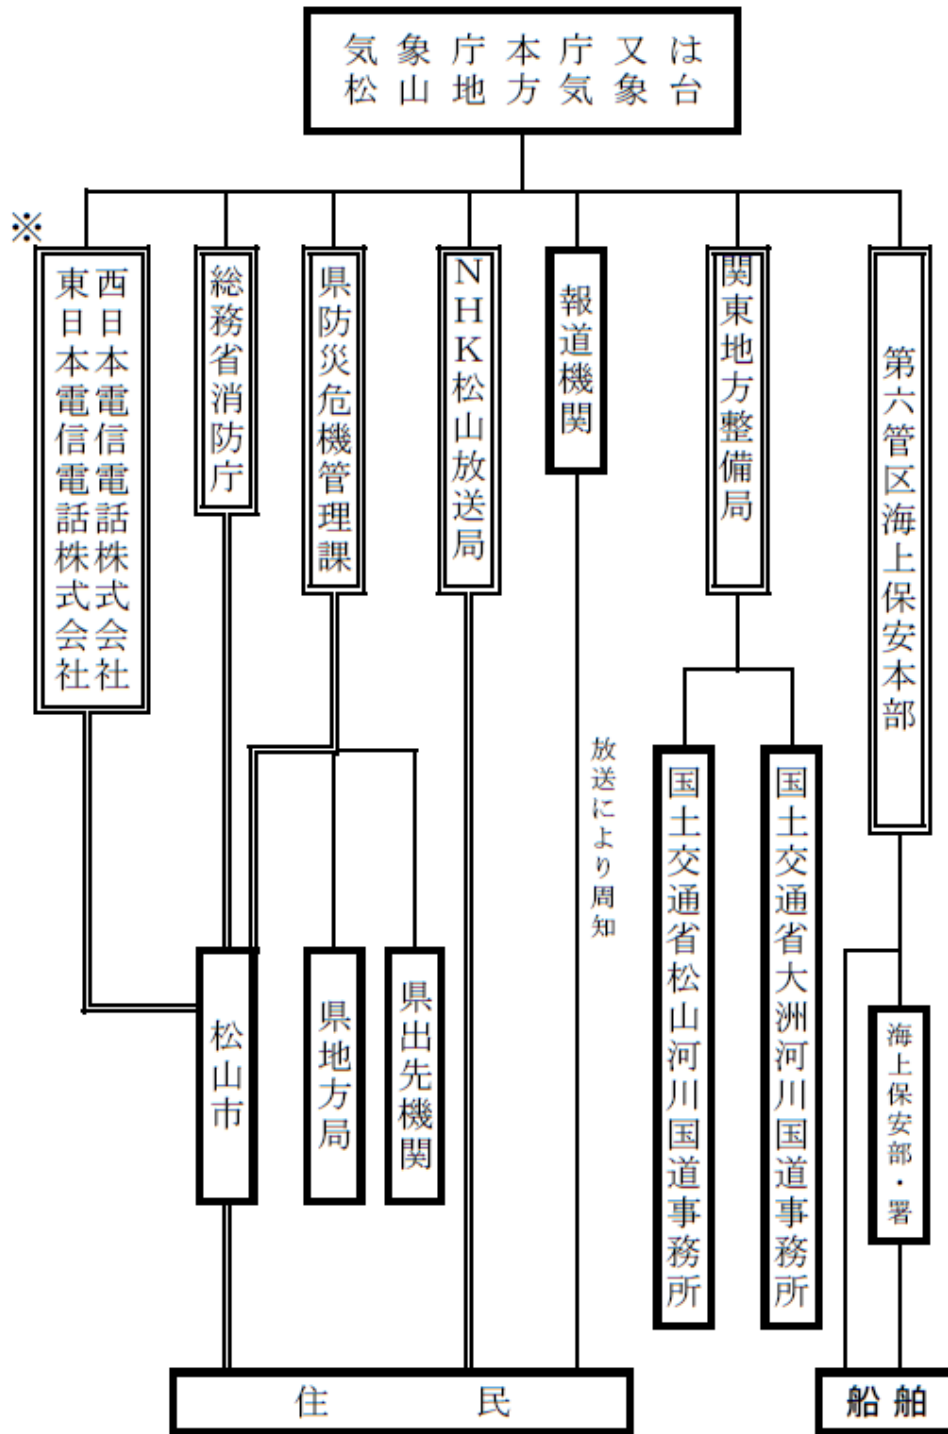 気象庁本庁又は
松山地方気象台
※
西日本電信電話株式会社
東日本電信電話株式会社
総務省消防庁
県防災危機管理課
NHK松山放送局
報道機関
関東地方整備局
第六管区海上保安本部
放送により周知
国土交通省松山河川国道事務所
国土交通省大洲河川国道事務所
松山市
県地方局
県出先機関
海上保安部・署
住民
船舶